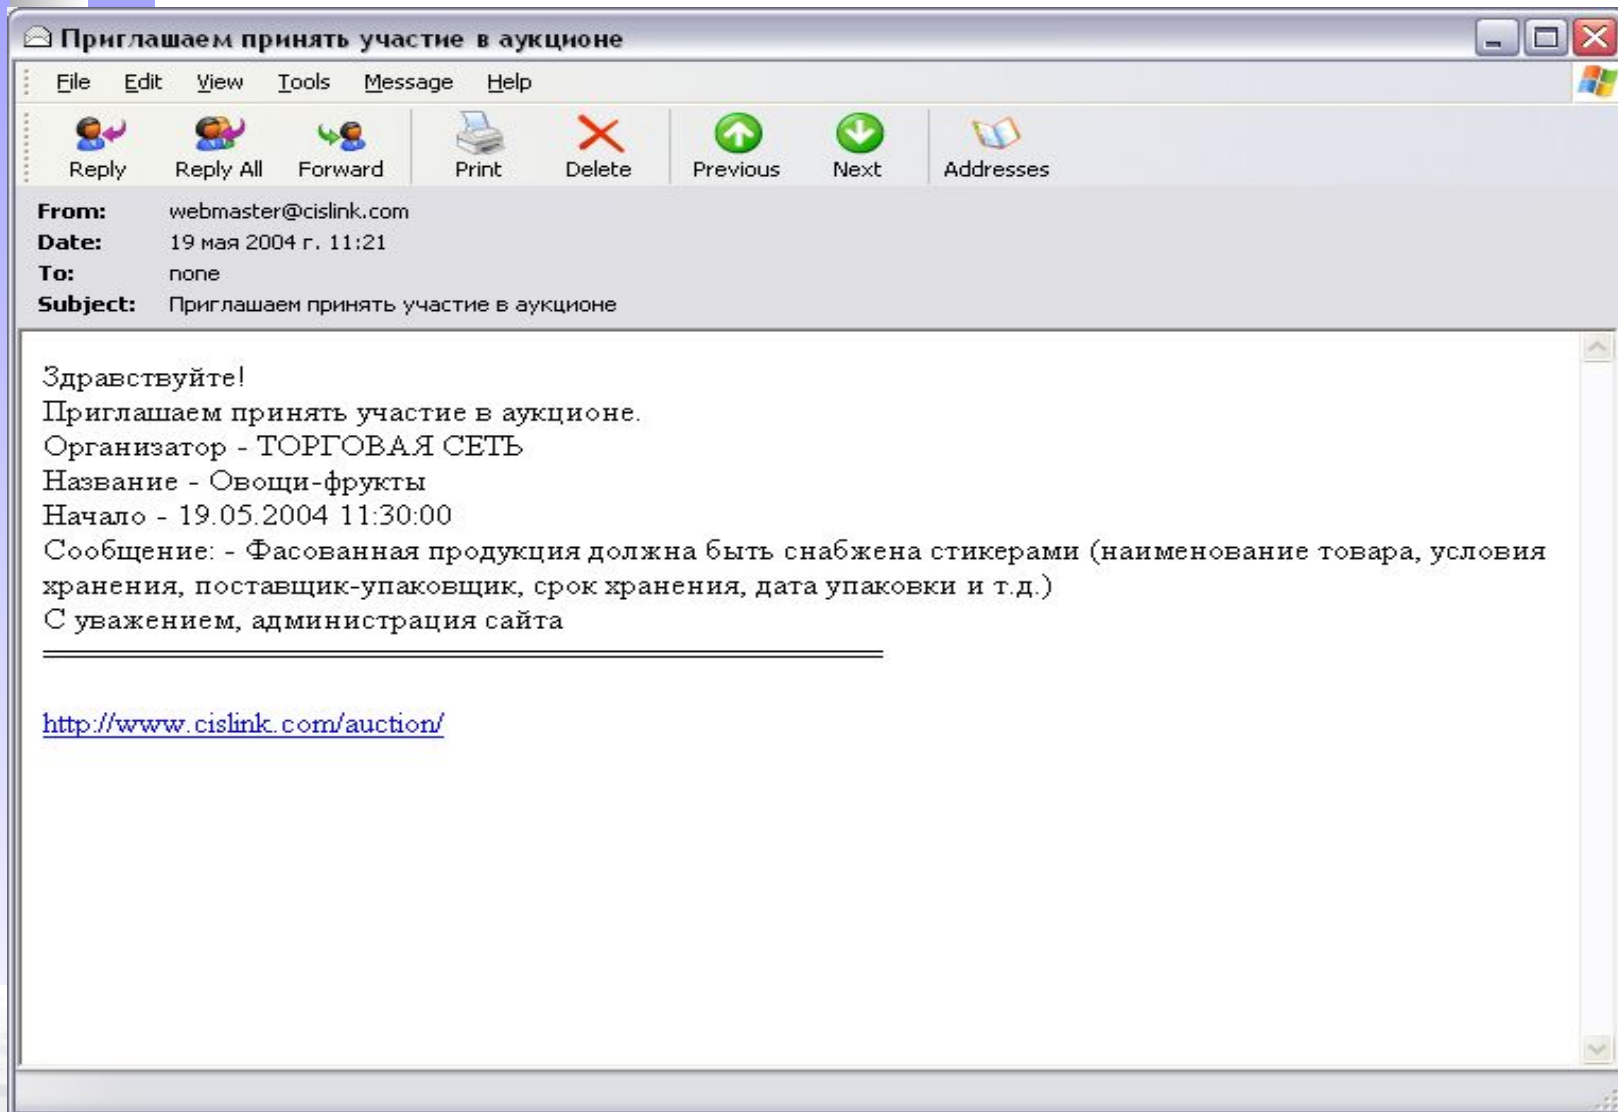 Приглашаем принять участие в аукционе
File Edit View Tools Message Help
Reply Reply All Forward Print Delete Previous Next Addresses
From: webmaster@cislink.com
Date: 19 мая 2004 г. 11:21
To: none
Subject: Приглашаем принять участие в аукционе
Здравствуйте!
Приглашаем принять участие в аукционе.
Организатор - ТОРГОВАЯ СЕТЬ
Название - Овощи-фрукты
Начало - 19.05.2004 11:30:00
Сообщение: - Фасованная продукция должна быть снабжена стикерами (наименование товара, условия
хранения, поставщик-упаковщик, срок хранения, дата упаковки и т.д.)
С уважением, администрация сайта
http://www.cislink.com/auction/